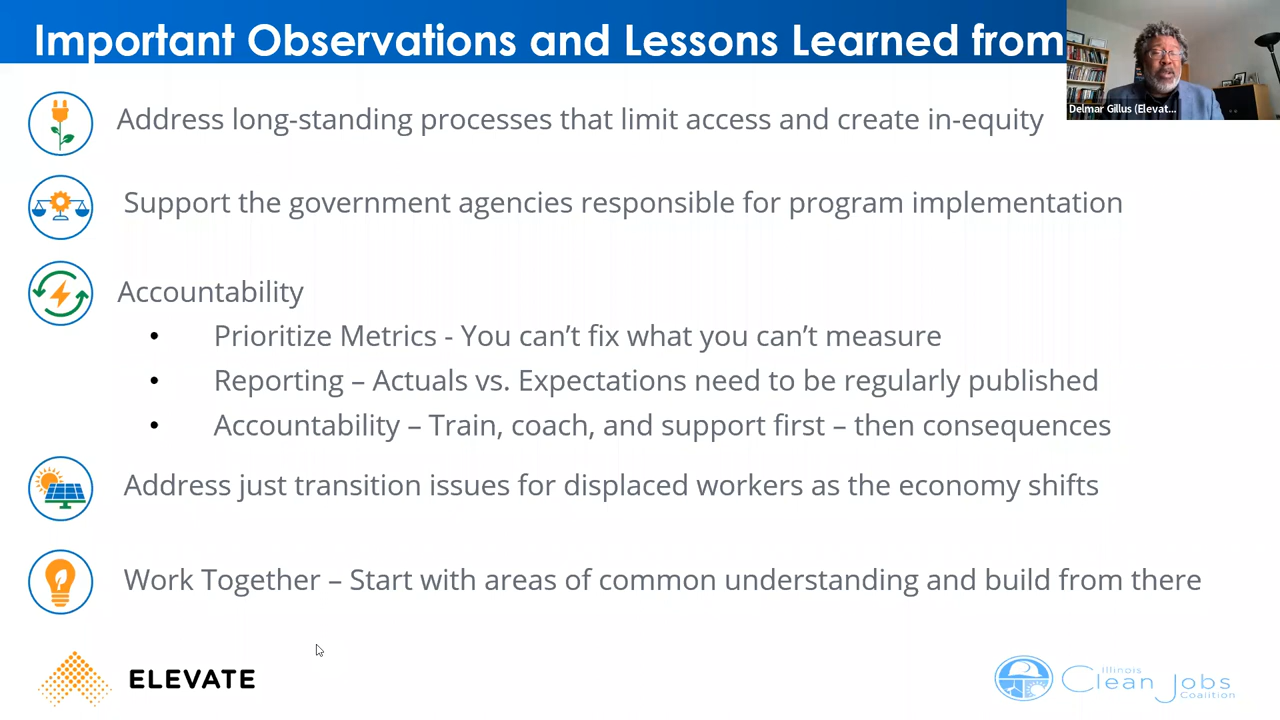 Important Observations and Lessons Learned from
Delmar Gillus (Elevat...
Address long-standing processes that limit access and create in-equity
Support the government agencies responsible for program implementation
Accountability
• Prioritize Metrics - You can’t fix what you can’t measure
• Reporting – Actuals vs. Expectations need to be regularly published
• Accountability – Train, coach, and support first – then consequences
Address just transition issues for displaced workers as the economy shifts
Work Together – Start with areas of common understanding and build from there
ELEVATE
Illinois
Clean Jobs
Coalition